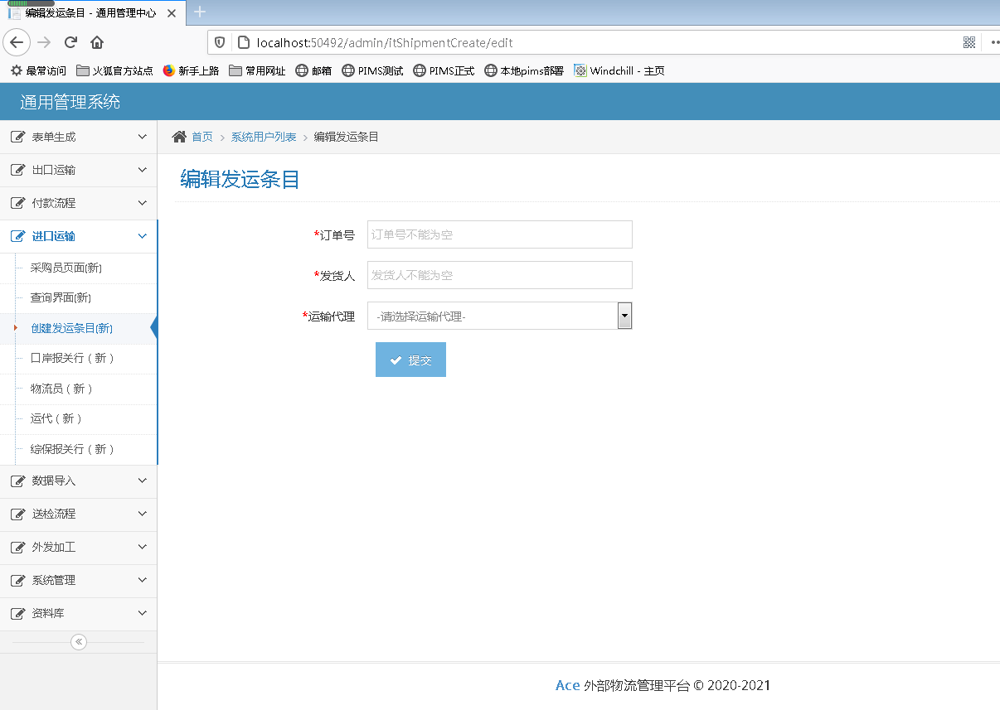 编辑发运条目 - 通用管理中心
localhost:50492/admin/itShipmentCreate/edit
最常访问 火狐官方站点 新手上路 常用网址 邮箱 PIMS测试 PIMS正式 本地pims部署 Windchill - 主页
通用管理系统
表单生成
出口运输
付款流程
进口运输
采购员页面(新)
查询界面(新)
创建发运条目(新)
口岸报关行（新）
物流员（新）
运代（新）
综保报关行（新）
数据导入
送检流程
外发加工
系统管理
资料库
首页 > 系统用户列表 > 编辑发运条目
编辑发运条目
*订单号 订单号不能为空
*发货人 发货人不能为空
*运输代理 -请选择运输代理-
提交
Ace 外部物流管理平台 © 2020-2021